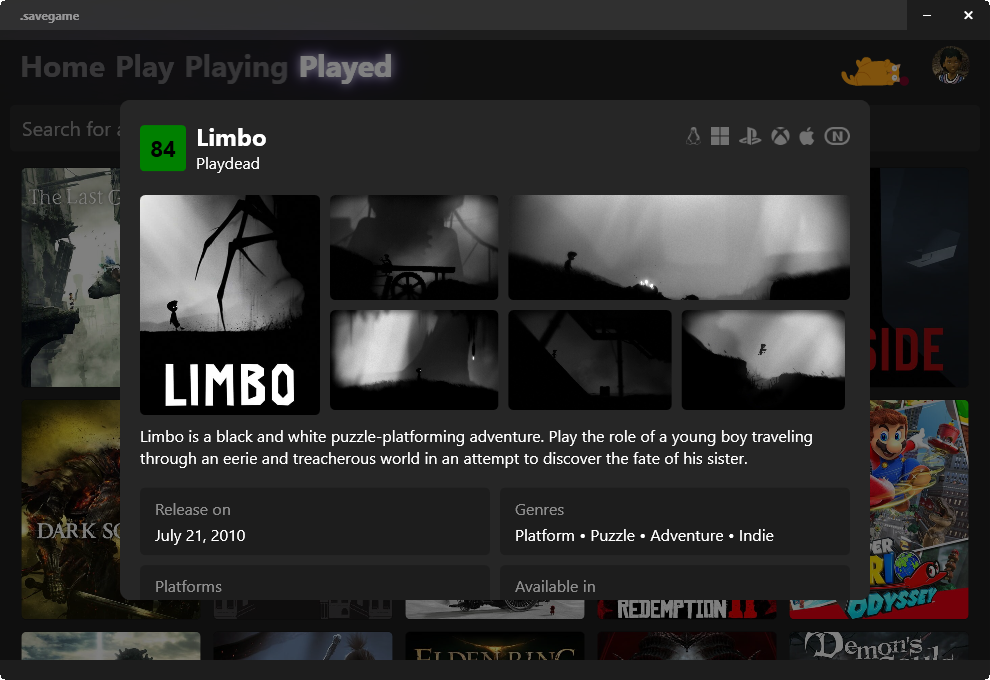 .savegame
Home Play Playing Played
Search for a
84
Limbo
Playdead
N
The Last G
LIMBO
SIDE
Limbo is a black and white puzzle-platforming adventure. Play the role of a young boy traveling
through an eerie and treacherous world in an attempt to discover the fate of his sister.
DARK SO
Release on
July 21, 2010
Genres
Platform • Puzzle • Adventure • Indie
Platforms
Available in
REDEMPTION II
SUPER
MARIO
ODYSSEY
ELDEN RING
Demon's
Souls